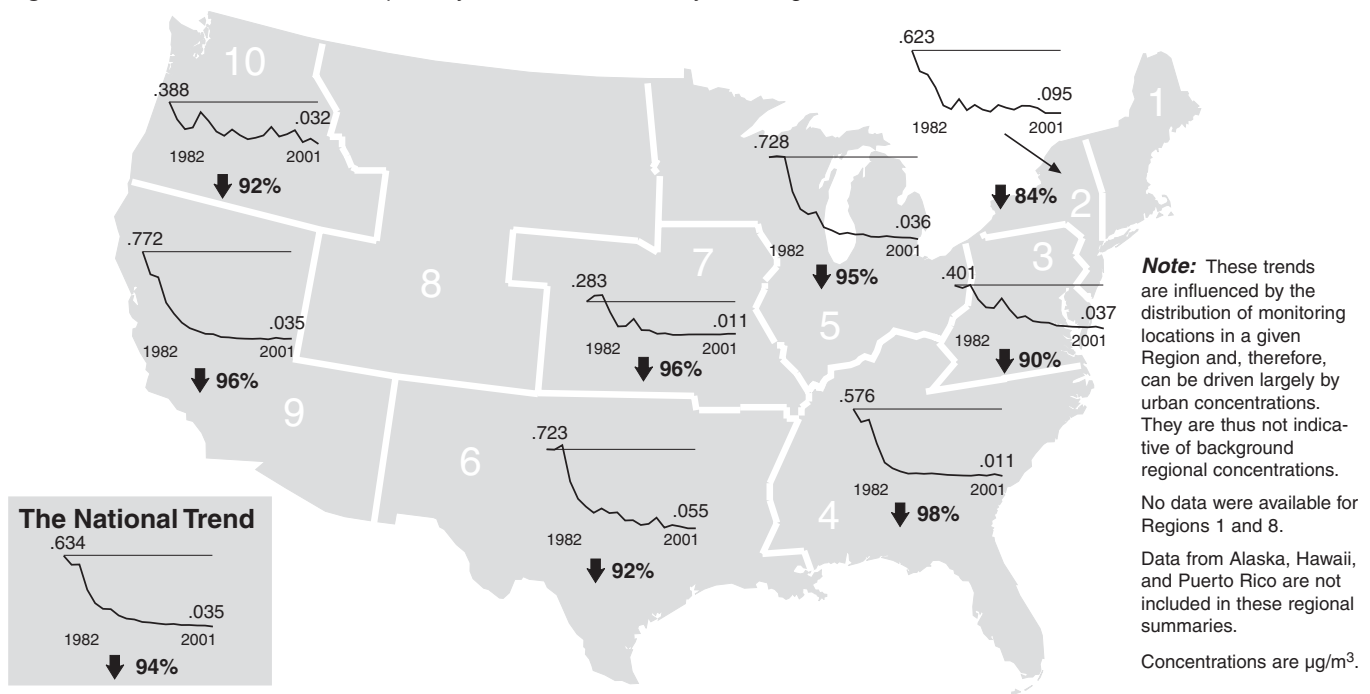 10
.388
.032
1982 2001
92%
.623
.095
1982 2001
84%
1
2
.728
.036
1982 2001
95%
5
3
.401
.037
1982 2001
90%
.772
.035
1982 2001
96%
9
8
7
.283
.011
1982 2001
96%
.576
.011
1982 2001
98%
4
6
.723
.055
1982 2001
92%
The National Trend
.634
.035
1982 2001
94%
Note: These trends
are influenced by the
distribution of monitoring
locations in a given
Region and, therefore,
can be driven largely by
urban concentrations.
They are thus not indica-
tive of background
regional concentrations.
No data were available for
Regions 1 and 8.
Data from Alaska, Hawaii,
and Puerto Rico are not
included in these regional
summaries.
Concentrations are µg/m³.